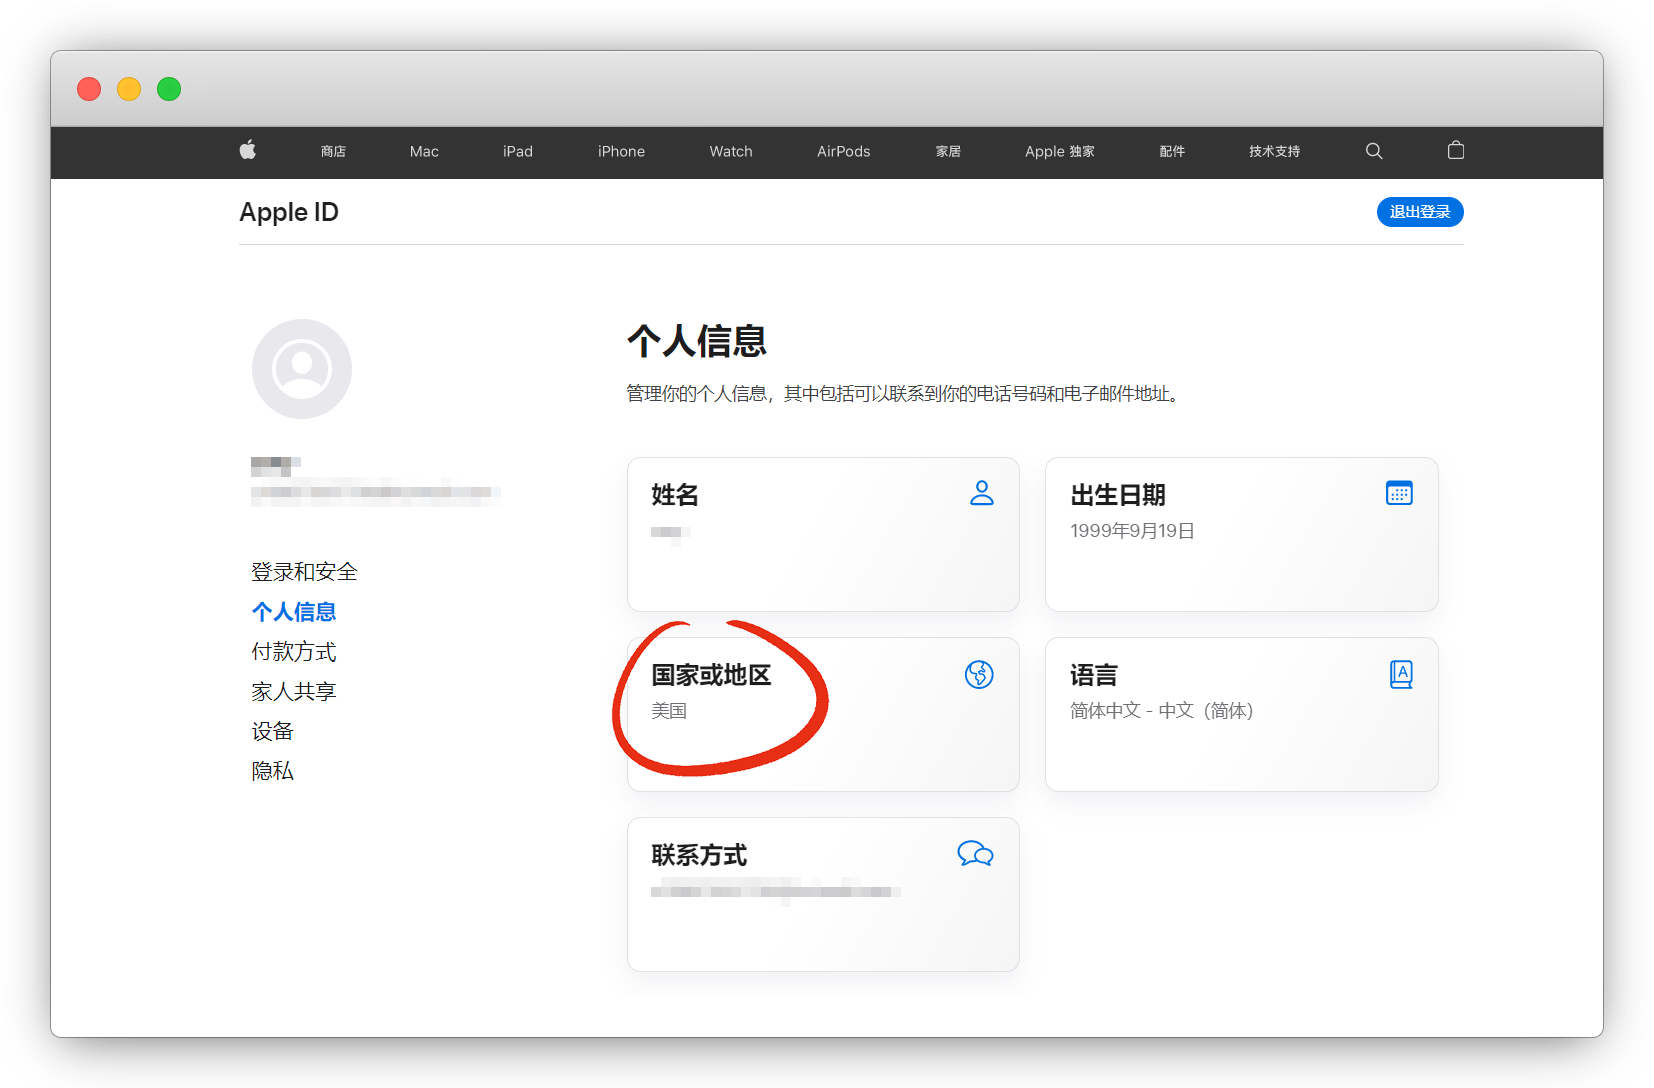 商店 Mac iPad iPhone Watch AirPods 家居 Apple 独家 配件 技术支持
Apple ID
退出登录
个人信息
管理你的个人信息，其中包括可以联系到你的电话号码和电子邮件地址。
登录和安全
个人信息
付款方式
家人共享
设备
隐私
姓名
出生日期
1999年9月19日
国家或地区
美国
语言
A
简体中文 - 中文（简体）
联系方式